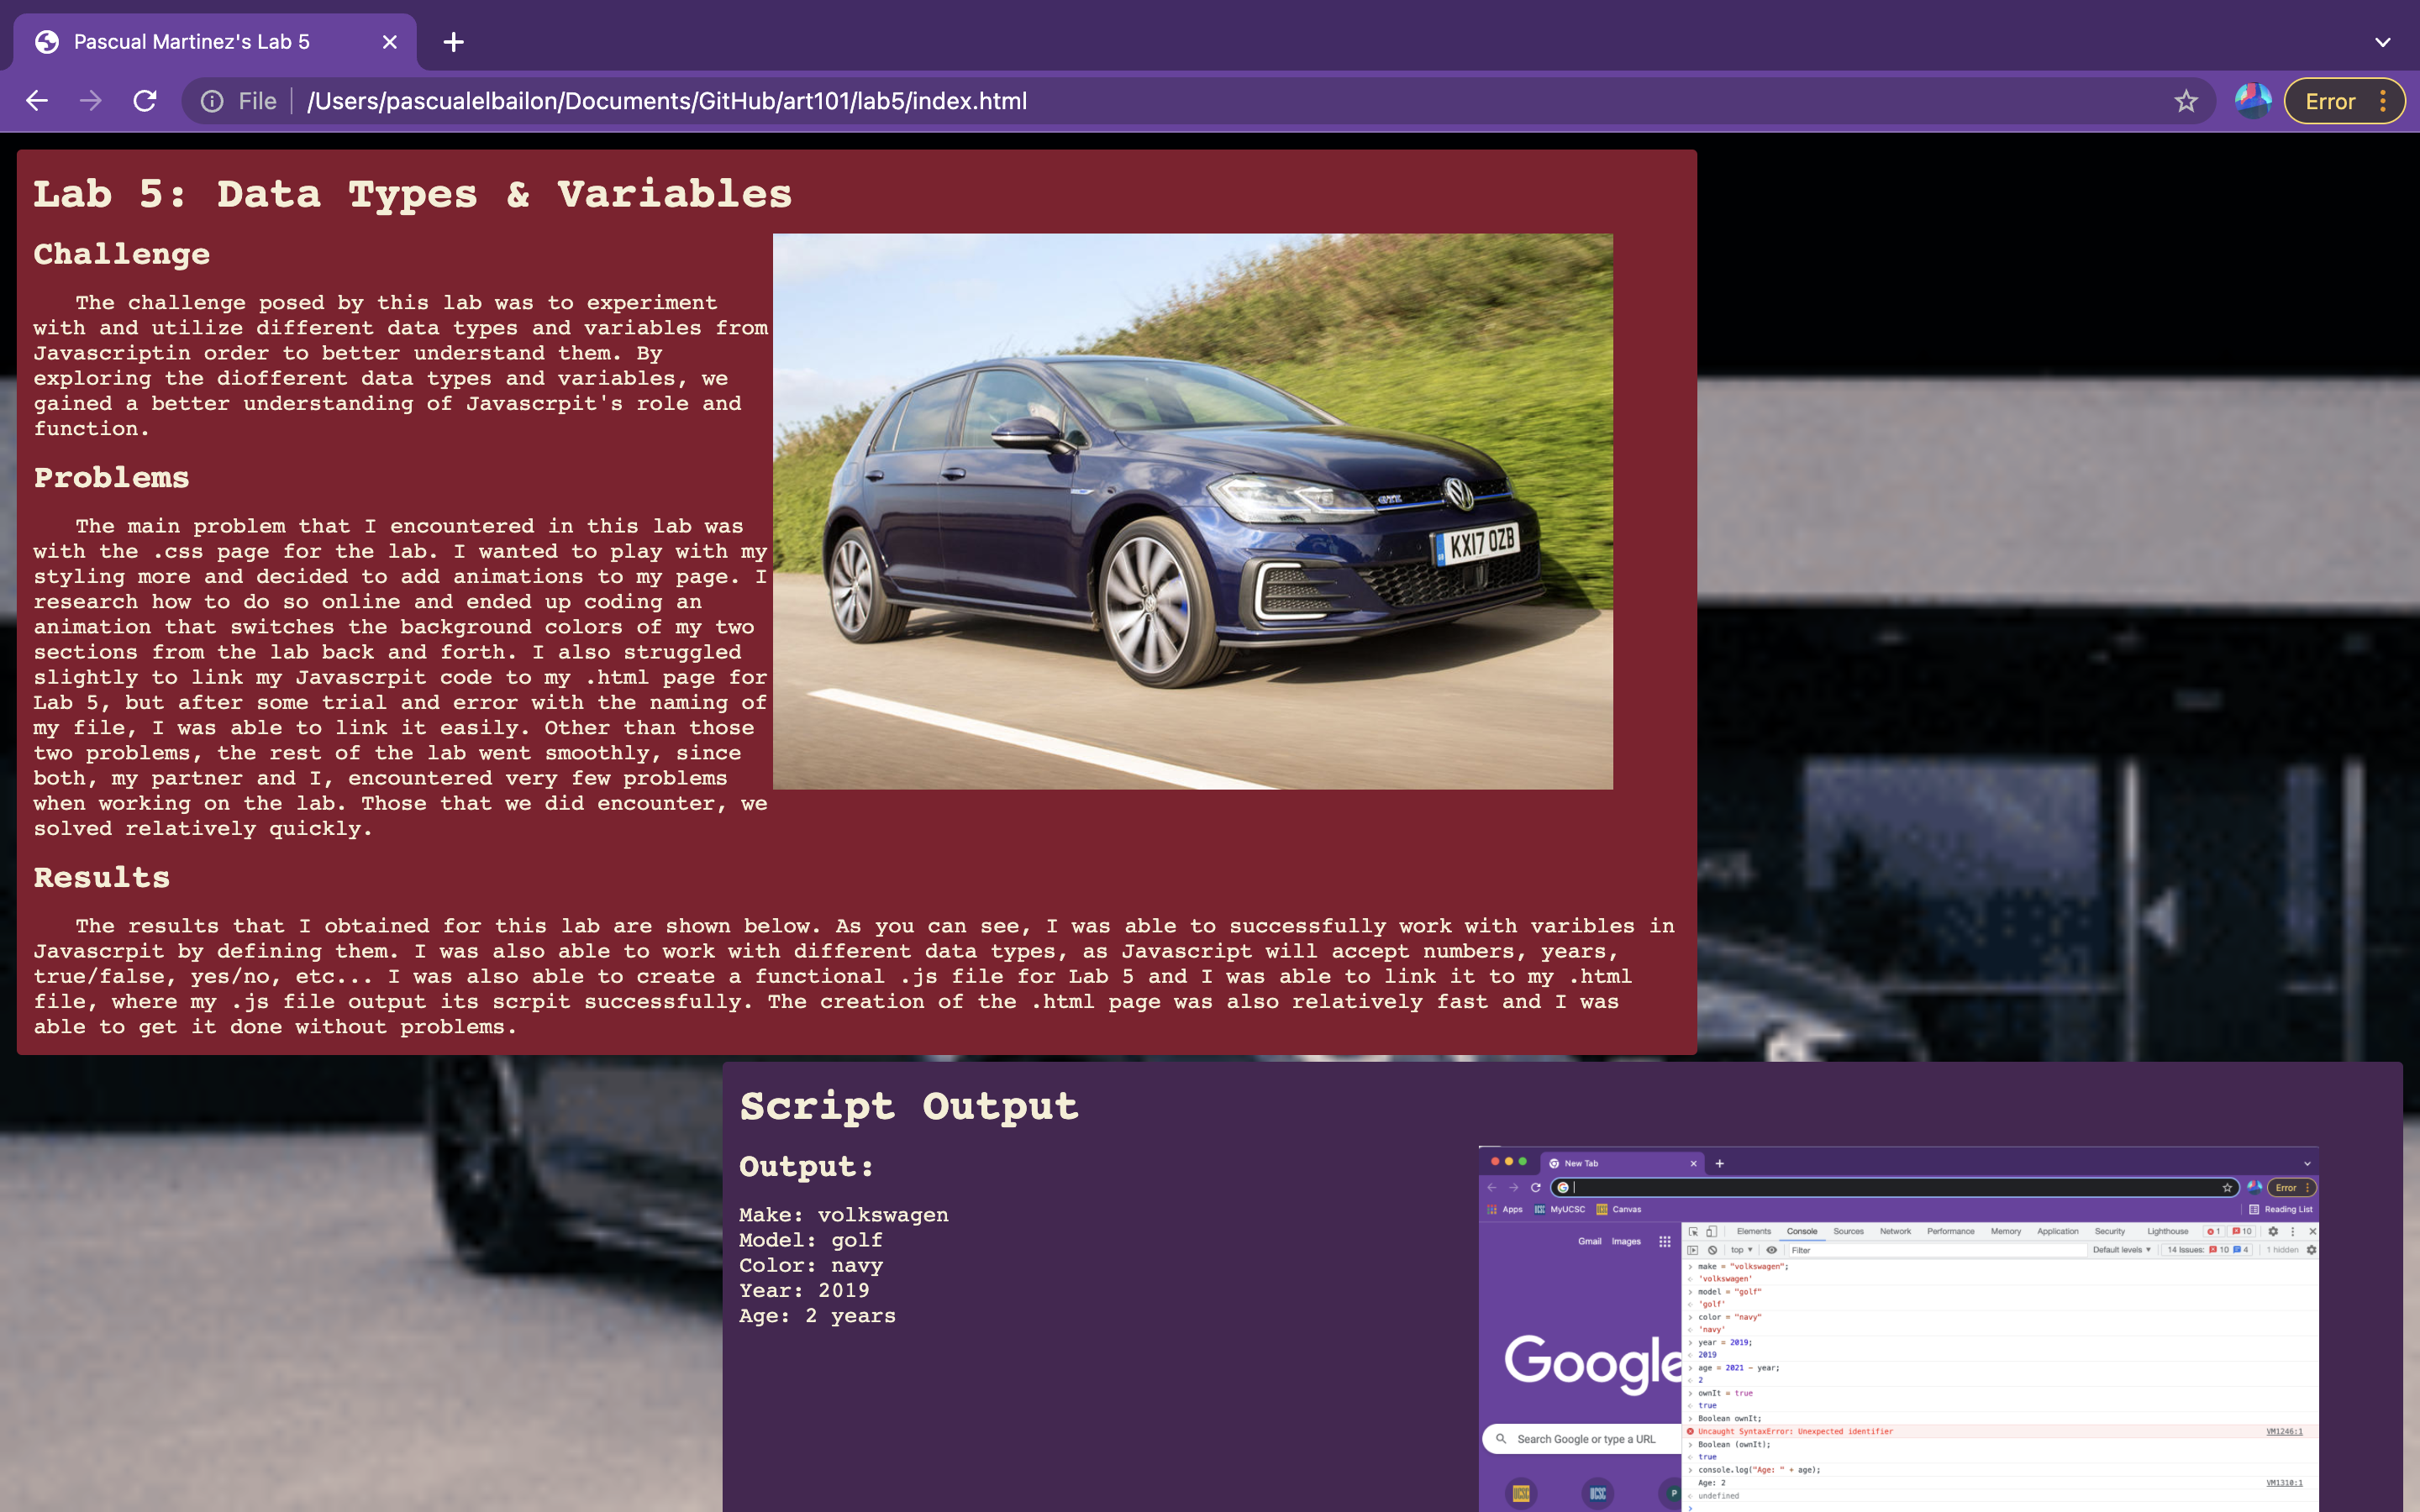 Pascual Martinez's Lab 5
File /Users/pascualelbailon/Documents/GitHub/art101/lab5/index.html
Error
Lab 5: Data Types & Variables
Challenge
The challenge posed by this lab was to experiment
with and utilize different data types and variables from
Javascriptin order to better understand them. By
exploring the diofferent data types and variables, we
gained a better understanding of Javascrpit's role and
function.
GTE
KX17 OZB
Problems
The main problem that I encountered in this lab was
with the .css page for the lab. I wanted to play with my
styling more and decided to add animations to my page. I
research how to do so online and ended up coding an
animation that switches the background colors of my two
sections from the lab back and forth. I also struggled
slightly to link my Javascrpit code to my .html page for
Lab 5, but after some trial and error with the naming of
my file, I was able to link it easily. Other than those
two problems, the rest of the lab went smoothly, since
both, my partner and I, encountered very few problems
when working on the lab. Those that we did encounter, we
solved relatively quickly.
Results
The results that I obtained for this lab are shown below. As you can see, I was able to successfully work with varibles in
Javascrpit by defining them. I was also able to work with different data types, as Javascript will accept numbers, years,
true/false, yes/no, etc... I was also able to create a functional .js file for Lab 5 and I was able to link it to my .html
file, where my .js file output its scrpit successfully. The creation of the .html page was also relatively fast and I was
able to get it done without problems.
Script Output
Output:
Make: volkswagen
Model: golf
Color: navy
Year: 2019
Age: 2 years
New Tab
Error
Apps MyUCSC Canvas Reading List
Gmail Images
Elements Console Sources Network Performance Memory Application Security Lighthouse 1 10
top Filter Default levels 14 Issues: 10 4 1 hidden
make = "volkswagen";
'volkswagen'
model = "golf"
'golf'
color = "navy"
'navy'
year = 2019;
2019
age = 2021 - year;
2
ownIt = true
true
Boolean ownIt;
Uncaught SyntaxError: Unexpected identifier VM1246:1
Boolean (ownIt);
true
console.log("Age: " + age);
Age: 2 VM1310:1
undefined
Google
Search Google or type a URL
UCSC
P